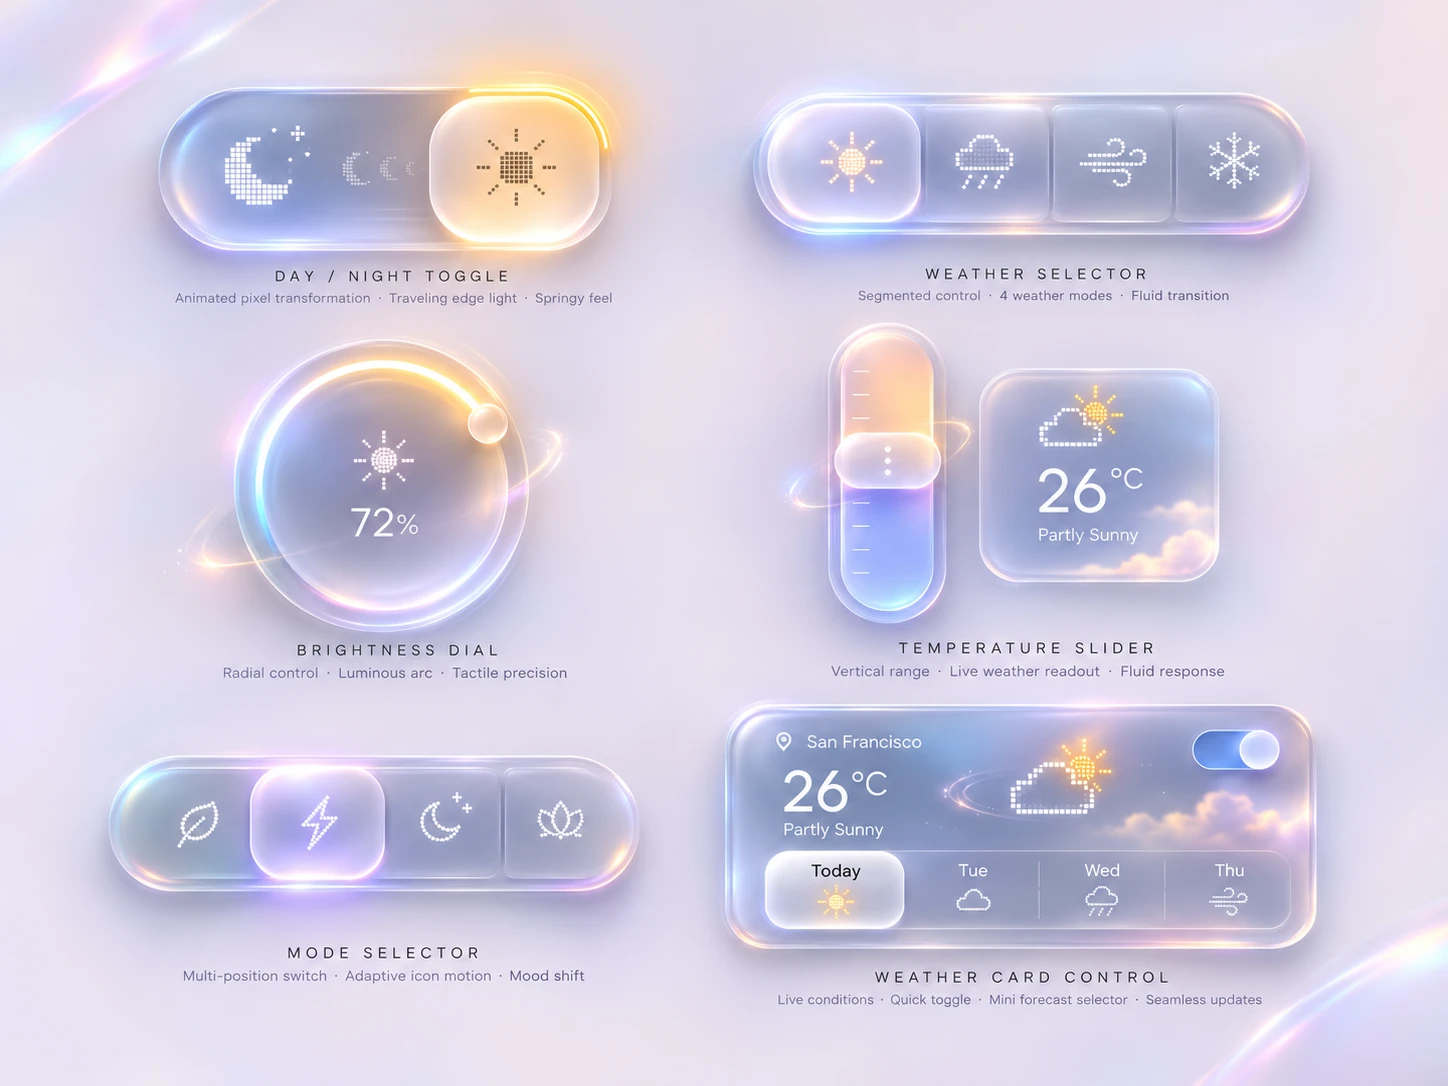 DAY / NIGHT TOGGLE
Animated pixel transformation · Traveling edge light · Springy feel
WEATHER SELECTOR
Segmented control · 4 weather modes · Fluid transition
72%
BRIGHTNESS DIAL
Radial control · Luminous arc · Tactile precision
26°C
Partly Sunny
TEMPERATURE SLIDER
Vertical range · Live weather readout · Fluid response
MODE SELECTOR
Multi-position switch · Adaptive icon motion · Mood shift
San Francisco
26°C
Partly Sunny
Today Tue Wed Thu
WEATHER CARD CONTROL
Live conditions · Quick toggle · Mini forecast selector · Seamless updates